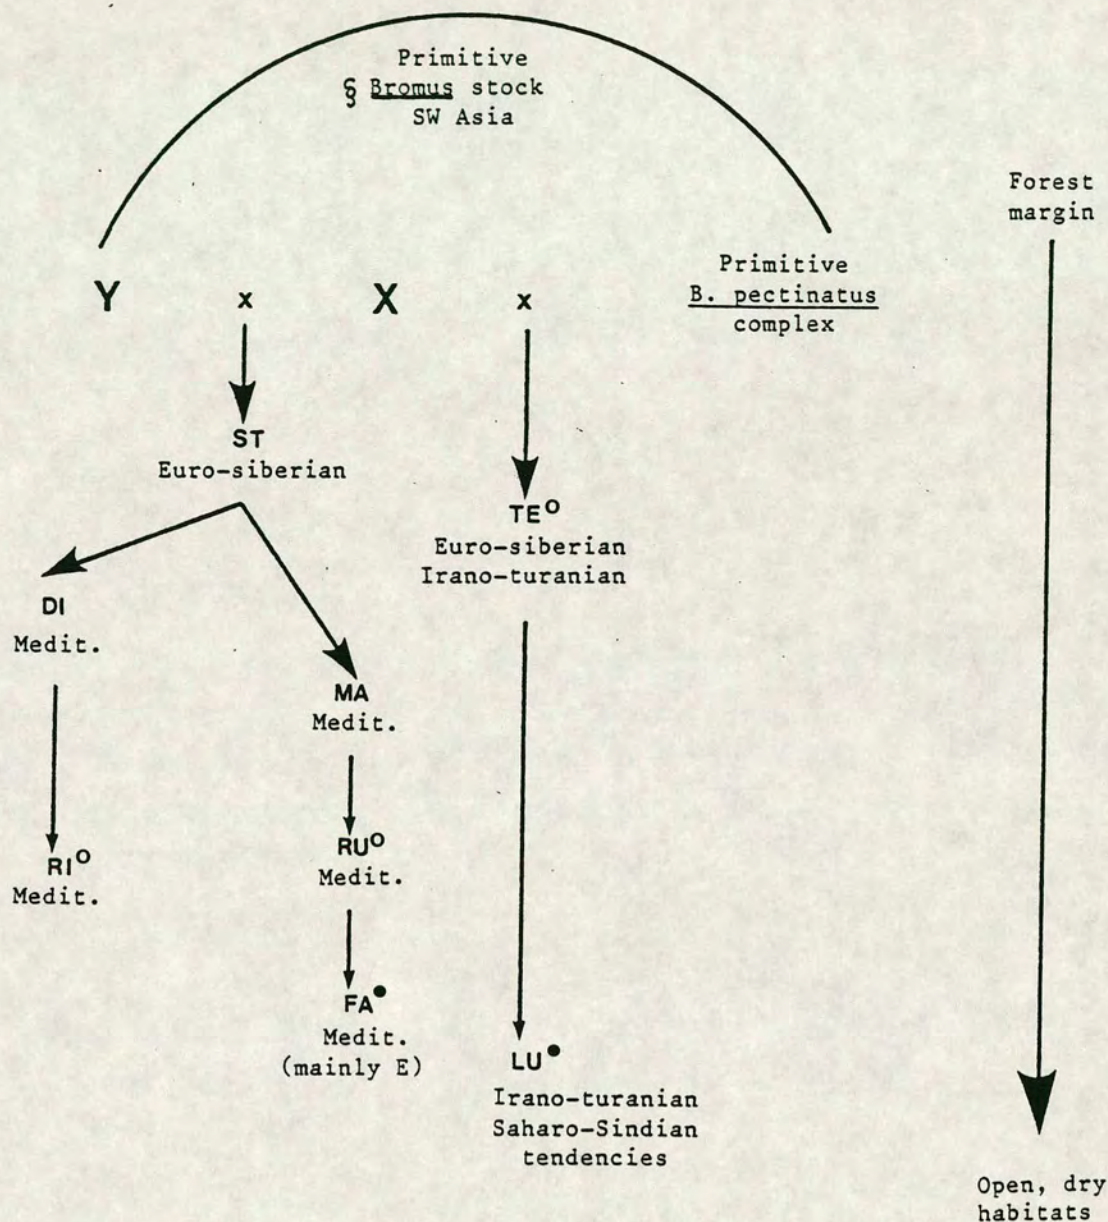 Primitive
§ Bromus stock
SW Asia
Forest
margin
Y x X x
Primitive
B. pectinatus
complex
ST
Euro-siberian
TE°
Euro-siberian
Irano-turanian
DI
Medit.
MA
Medit.
RI°
Medit.
RU°
Medit.
FA●
Medit.
(mainly E)
LU●
Irano-turanian
Saharo-Sindian
tendencies
Open, dry
habitats